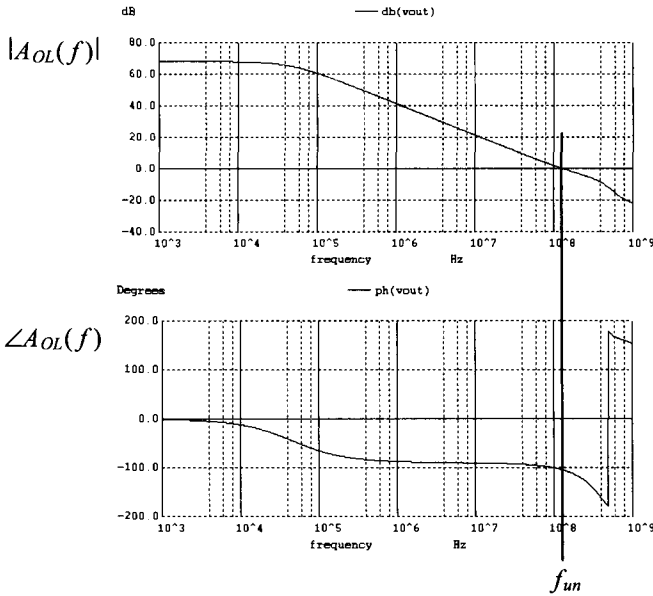 dB
db(vout)
|A_OL(f)|
80.0
60.0
40.0
20.0
0.0
-20.0
-40.0
10^3 10^4 10^5 10^6 10^7 10^8 10^9
frequency Hz
Degrees
ph(vout)
∠A_OL(f)
200.0
100.0
0.0
-100.0
-200.0
10^3 10^4 10^5 10^6 10^7 10^8 10^9
frequency Hz
f_un